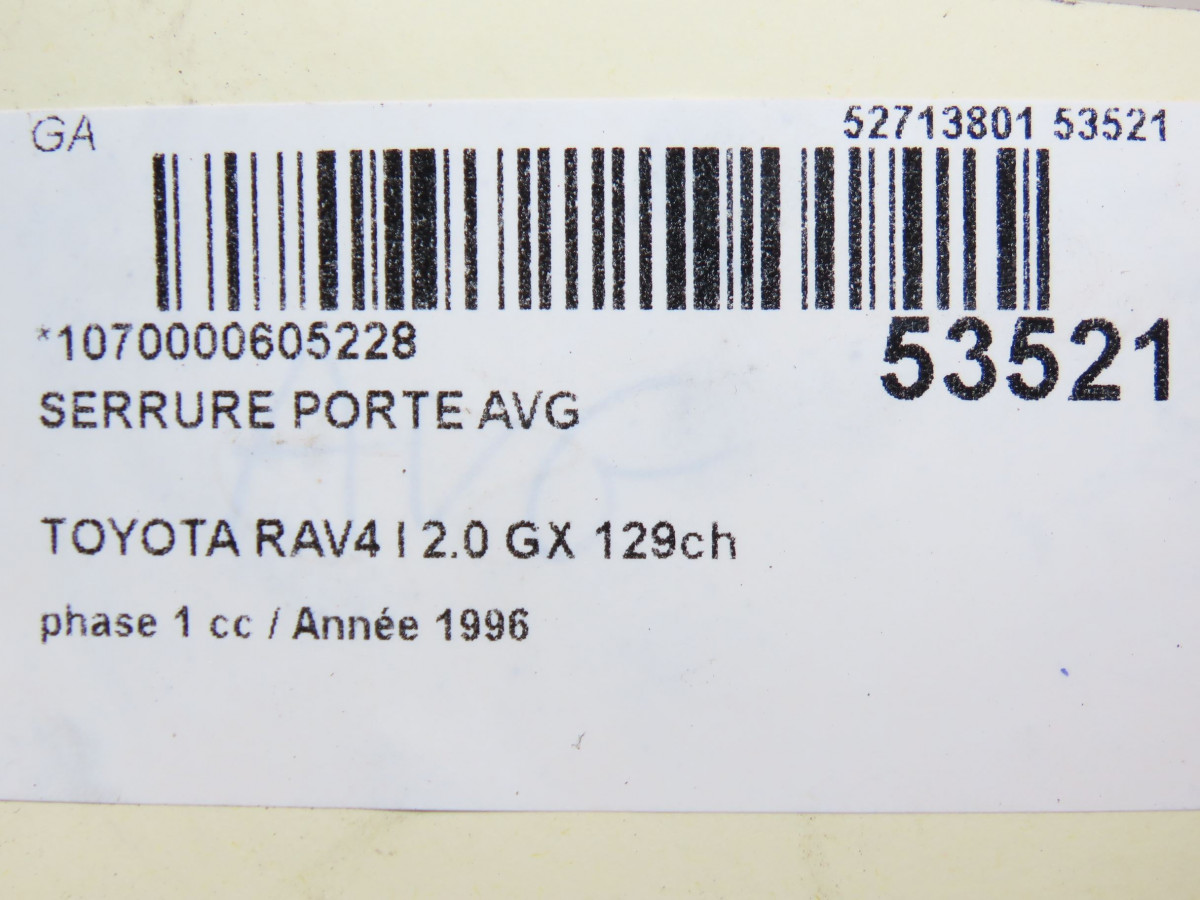 GA
52713801 53521
*1070000605228
53521
SERRURE PORTE AVG
TOYOTA RAV4 I 2.0 GX 129ch
phase 1 cc / Année 1996